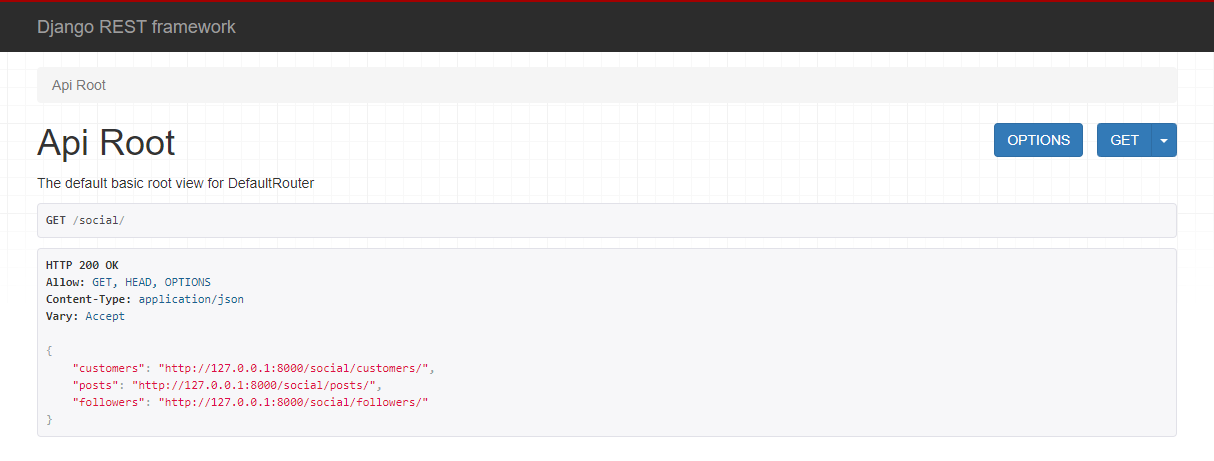 Django REST framework
Api Root
Api Root
OPTIONS
GET
The default basic root view for DefaultRouter
GET /social/
HTTP 200 OK
Allow: GET, HEAD, OPTIONS
Content-Type: application/json
Vary: Accept
{
    "customers": "http://127.0.0.1:8000/social/customers/",
    "posts": "http://127.0.0.1:8000/social/posts/",
    "followers": "http://127.0.0.1:8000/social/followers/"
}